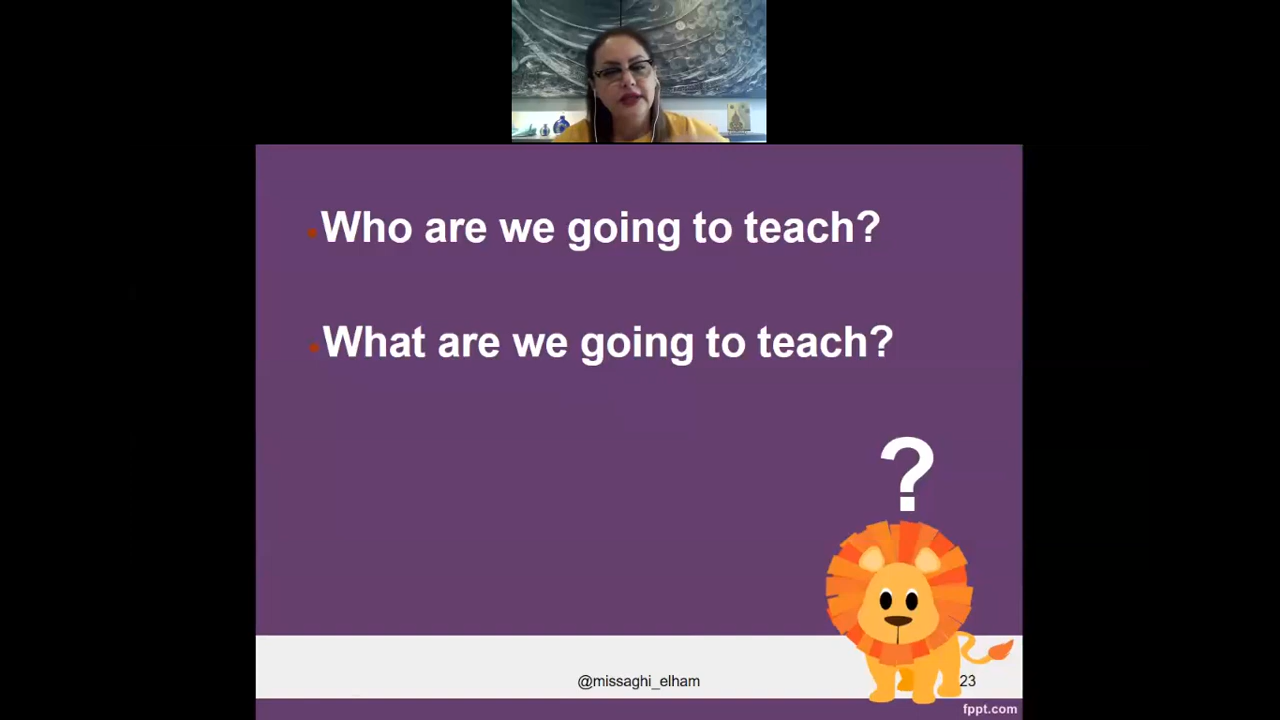 Who are we going to teach?
What are we going to teach?
?
@missaghi_elham
23
fppt.com